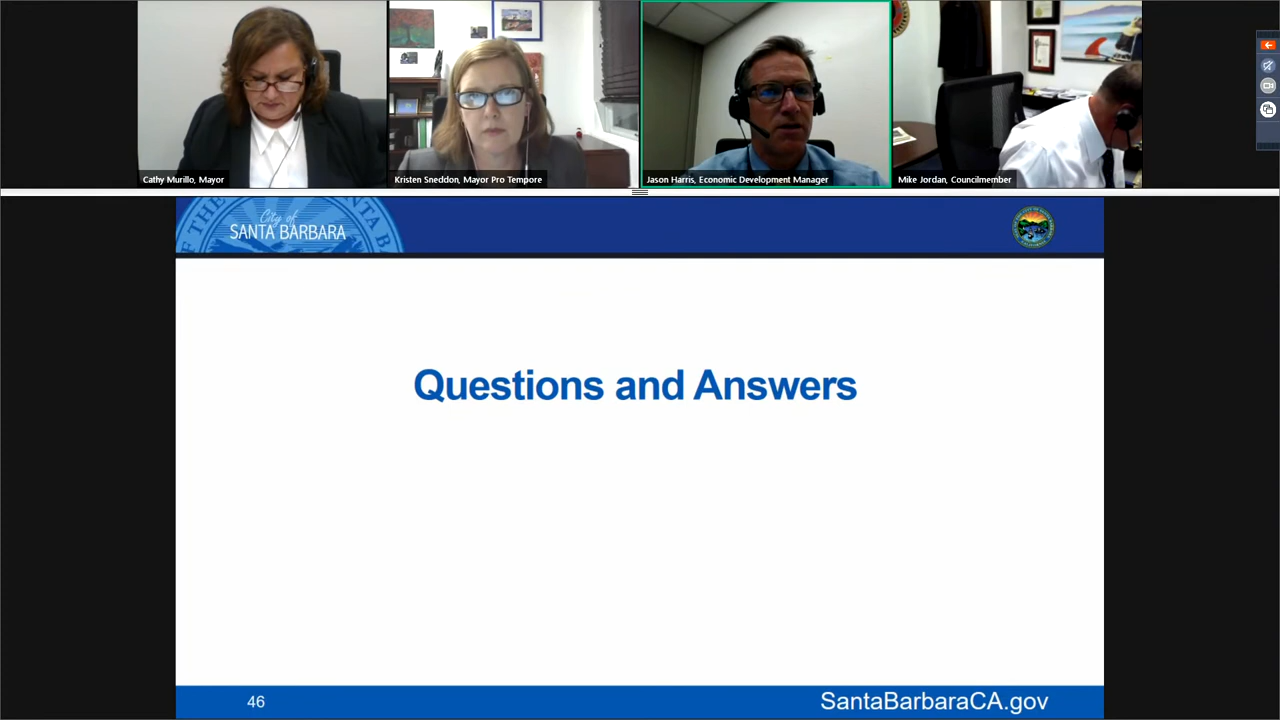 Cathy Murillo, Mayor
Kristen Sneddon, Mayor Pro Tempore
Jason Harris, Economic Development Manager
Mike Jordan, Councilmember
City of
SANTA BARBARA
Questions and Answers
46
SantaBarbaraCA.gov